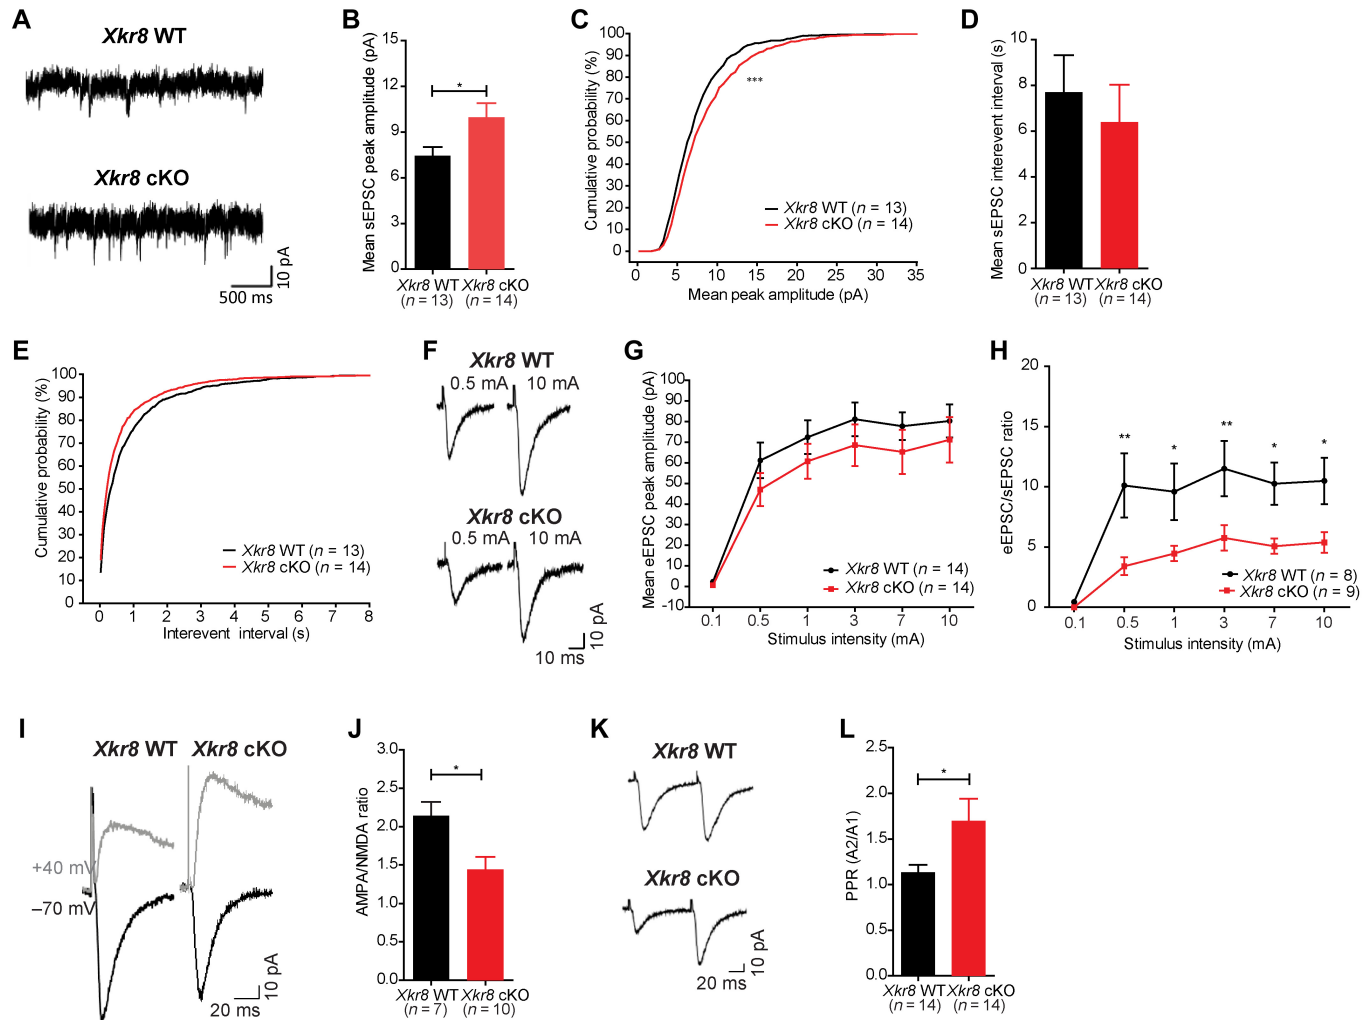 A
Xkr8 WT
Xkr8 cKO
500 ms
10 pA
B
Mean sEPSC peak amplitude (pA)
15
12
9
6
3
0
*
Xkr8 WT Xkr8 cKO
(n = 13) (n = 14)
C
Cumulative probability (%)
100
90
80
70
60
50
40
30
20
10
0
***
Xkr8 WT (n = 13)
Xkr8 cKO (n = 14)
0 5 10 15 20 25 30 35
Mean peak amplitude (pA)
D
Mean sEPSC interevent interval (s)
10
8
6
4
2
0
Xkr8 WT Xkr8 cKO
(n = 13) (n = 14)
E
Cumulative probability (%)
100
90
80
70
60
50
40
30
20
10
0
Xkr8 WT (n = 13)
Xkr8 cKO (n = 14)
0 1 2 3 4 5 6 7 8
Interevent interval (s)
F
Xkr8 WT
0.5 mA 10 mA
Xkr8 cKO
0.5 mA 10 mA
10 ms
10 pA
G
Mean eEPSC peak amplitude (pA)
100
90
80
70
60
50
40
30
20
10
0
-10
Xkr8 WT (n = 14)
Xkr8 cKO (n = 14)
0.1 0.5 1 3 7 10
Stimulus intensity (mA)
H
eEPSC/sEPSC ratio
20
15
10
5
0
** * ** * *
Xkr8 WT (n = 8)
Xkr8 cKO (n = 9)
0.1 0.5 1 3 7 10
Stimulus intensity (mA)
I
Xkr8 WT Xkr8 cKO
+40 mV
–70 mV
20 ms
10 pA
J
AMPA/NMDA ratio
3.0
2.5
2.0
1.5
1.0
0.5
0.0
*
Xkr8 WT Xkr8 cKO
(n = 7) (n = 10)
K
Xkr8 WT
Xkr8 cKO
20 ms
10 pA
L
PPR (A2/A1)
2.5
2.0
1.5
1.0
0.5
0.0
*
Xkr8 WT Xkr8 cKO
(n = 14) (n = 14)